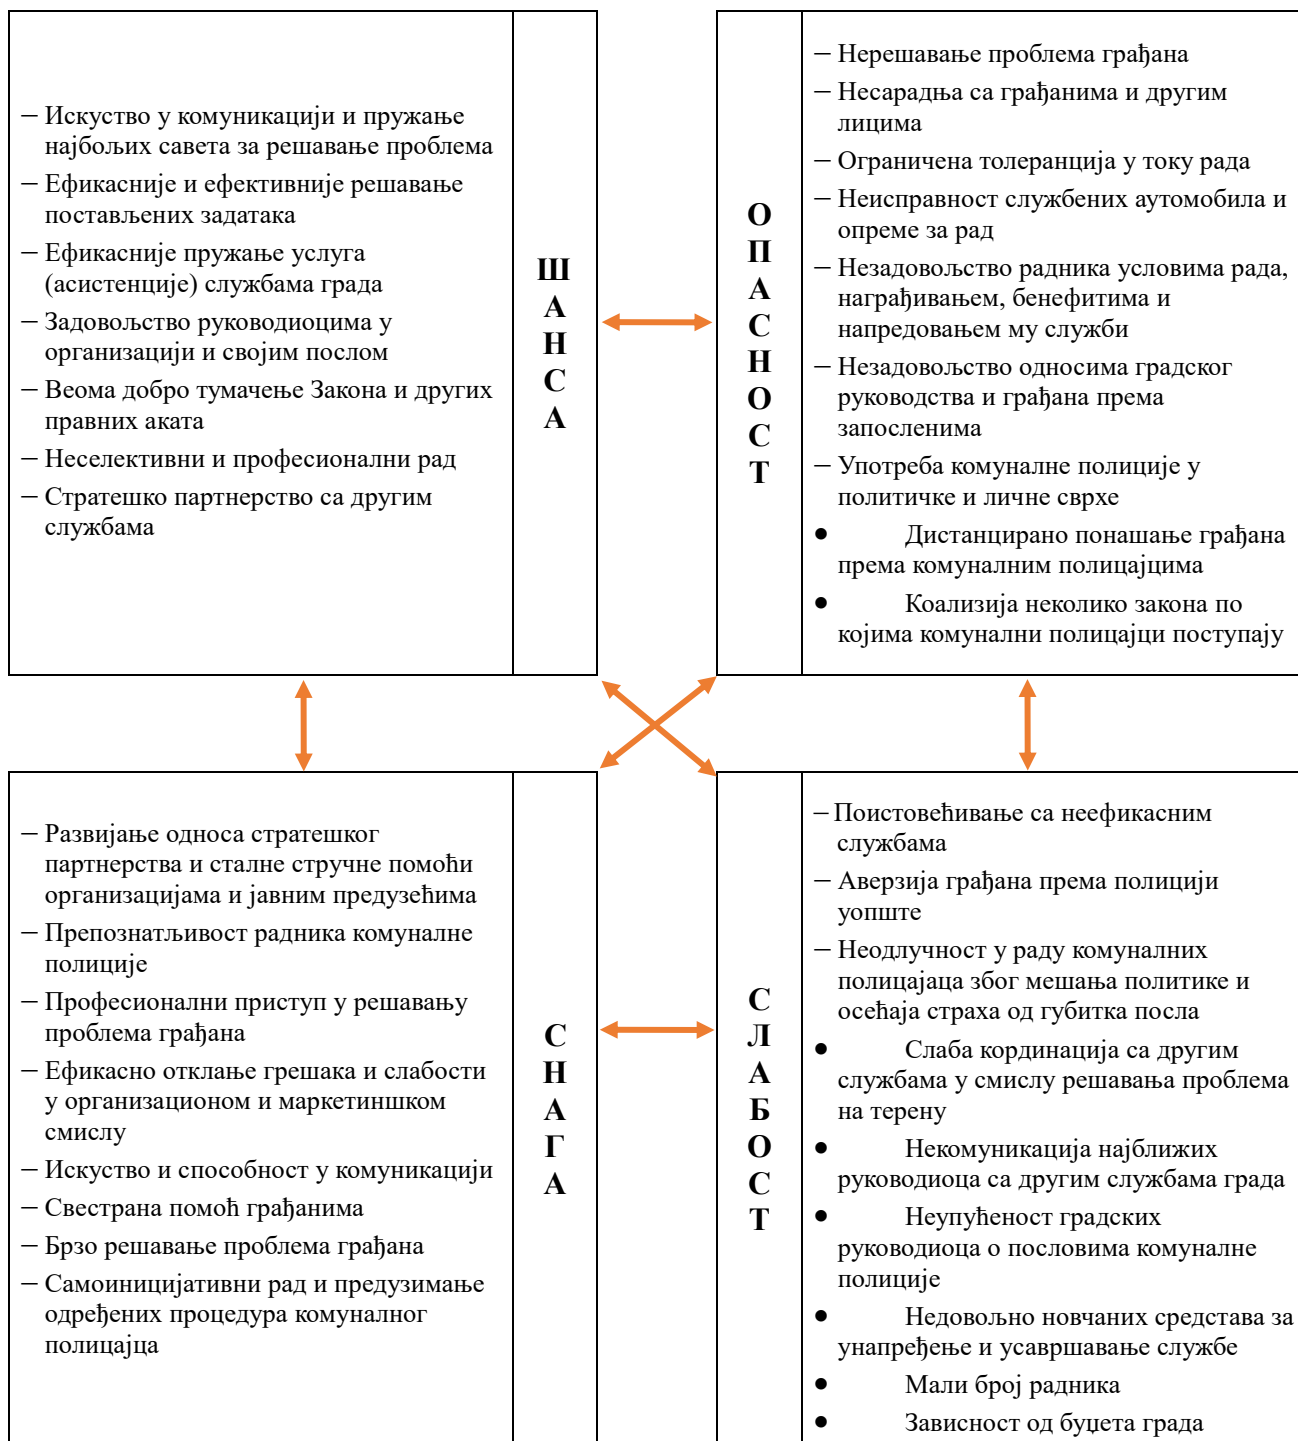 – Искуство у комуникацији и пружање
најбољих савета за решавање проблема
– Ефикасније и ефективније решавање
постављених задатака
– Ефикасније пружање услуга
(асистенције) службама града
– Задовољство руководиоцима у
организацији и својим послом
– Веома добро тумачење Закона и других
правних аката
– Неселективни и професионални рад
– Стратешко партнерство са другим
службама
Ш
А
Н
С
А
О
П
А
С
Н
О
С
Т
– Нерешавање проблема грађана
– Несарадња са грађанима и другим
лицима
– Ограничена толеранција у току рада
– Неисправност службених аутомобила и
опреме за рад
– Незадовољство радника условима рада,
награђивањем, бенефитима и
напредовањем му служби
– Незадовољство односима градског
руководства и грађана према
запосленима
– Употреба комуналне полиције у
политичке и личне сврхе
● Дистанцирано понашање грађана
према комуналним полицајцима
● Коализија неколико закона по
којима комунални полицајци поступају
– Развијање односа стратешког
партнерства и сталне стручне помоћи
организацијама и јавним предузећима
– Препознатљивост радника комуналне
полиције
– Професионални приступ у решавању
проблема грађана
– Ефикасно отклање грешака и слабости
у организационом и маркетиншком
смислу
– Искуство и способност у комуникацији
– Свестрана помоћ грађанима
– Брзо решавање проблема грађана
– Самоиницијативни рад и предузимање
одређених процедура комуналног
полицајца
С
Н
А
Г
А
С
Л
А
Б
О
С
Т
– Поистовећивање са неефикасним
службама
– Аверзија грађана према полицији
уопште
– Неодлучност у раду комуналних
полицајаца због мешања политике и
осећаја страха од губитка посла
● Слаба кординација са другим
службама у смислу решавања проблема
на терену
● Некомуникација најближих
руководиоца са другим службама града
● Неупућеност градских
руководиоца о пословима комуналне
полиције
● Недовољно новчаних средстава за
унапређење и усавршавање службе
● Мали број радника
● Зависност од буџета града